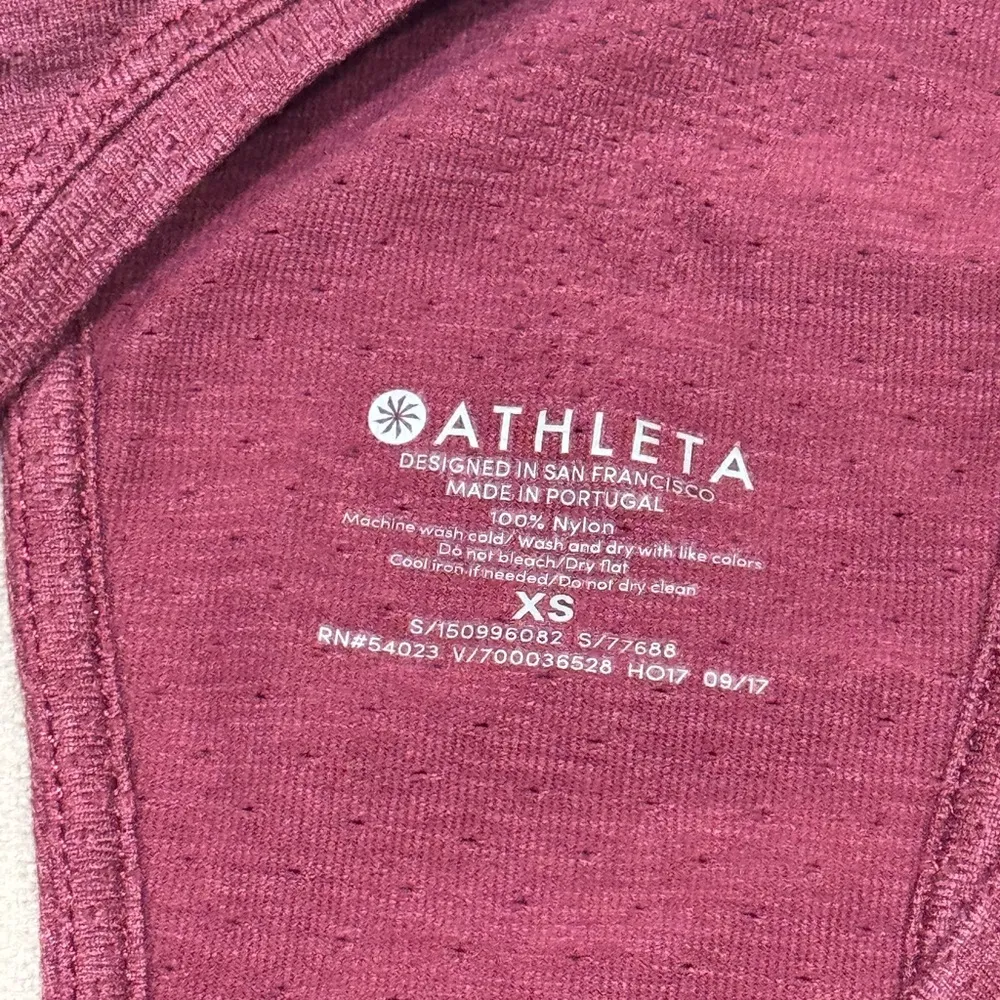 ATHLETA
DESIGNED IN SAN FRANCISCO
MADE IN PORTUGAL
100% Nylon
Machine wash cold/ Wash and dry with like colors
Do not bleach/Dry flat
Cool iron if needed/Do not dry clean
XS
S/150996082 S/77688
RN#54023 V/700036528 HO17 09/17